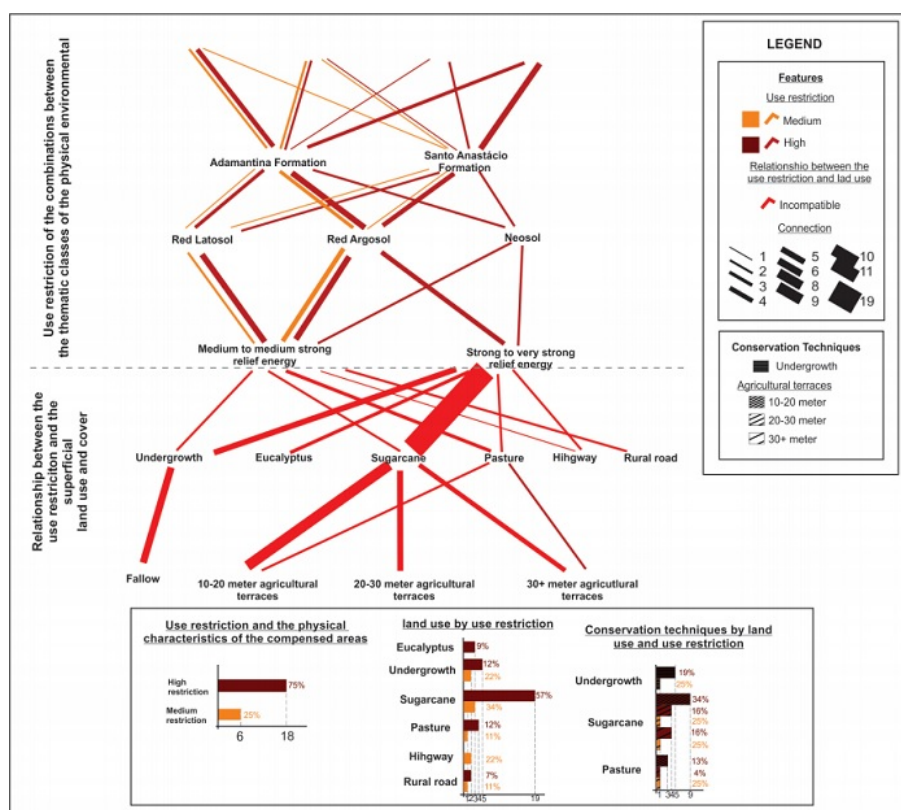 Use restriction of the combinations between
the thematic classes of the physical environmental
Adamantina Formation
Santo Anastácio
Formation
Red Latosol
Red Argosol
Neosol
Medium to medium strong
relief energy
Strong to very strong
relief energy
Relationship between the
use restriciton and the
superficial
land use and cover
Undergrowth
Eucalyptus
Sugarcane
Pasture
Hihgway
Rural road
Fallow
10-20 meter agricultural
terraces
20-30 meter agricultural
terraces
30+ meter agricutlural
terraces
LEGEND
Features
Use restriction
Medium
High
Relationshio between the
use restriction and lad use
Incompatible
Connection
1
2
3
4
5
6
8
9
10
11
19
Conservation Techniques
Undergrowth
Agricultural terraces
10-20 meter
20-30 meter
30+ meter
Use restriction and the physical
characteristics of the compensed areas
High
restriction
75%
Medium
restriction
25%
6 18
land use by use restriction
Eucalyptus 9%
Undergrowth 12%
22%
Sugarcane 57%
34%
Pasture 12%
11%
Hihgway 22%
Rural road 7%
11%
12345 19
Conservation techniques by land
use and use restriction
Undergrowth 19%
25%
Sugarcane 34%
16%
25%
16%
25%
Pasture 13%
4%
25%
1 345 9